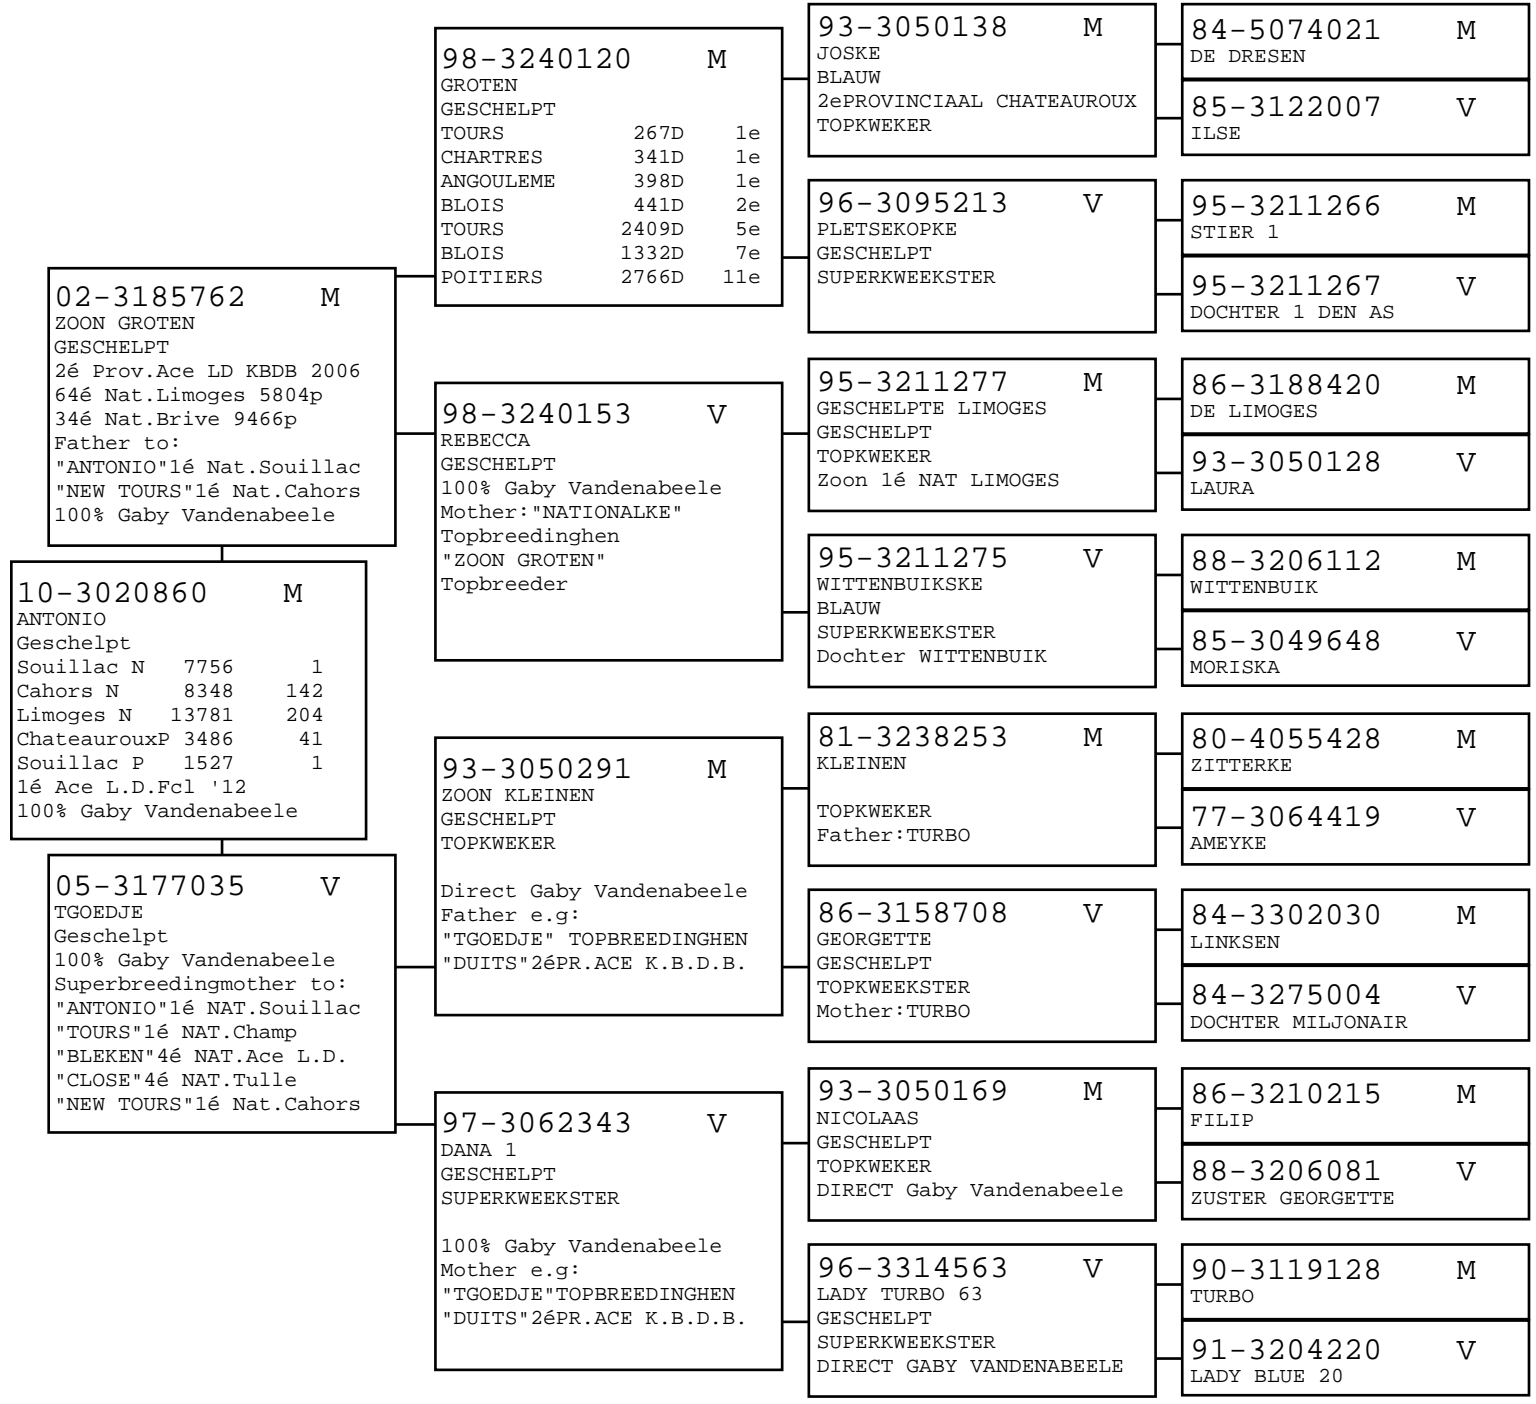 10-3020860 M
ANTONIO
Geschelpt
Souillac N 7756 1
Cahors N 8348 142
Limoges N 13781 204
ChateaurouxP 3486 41
Souillac P 1527 1
1é Ace L.D.Fcl '12
100% Gaby Vandenabeele
02-3185762 M
ZOON GROTEN
GESCHELPT
2é Prov.Ace LD KBDB 2006
64é Nat.Limoges 5804p
34é Nat.Brive 9466p
Father to:
"ANTONIO"1é Nat.Souillac
"NEW TOURS"1é Nat.Cahors
100% Gaby Vandenabeele
05-3177035 V
TGOEDJE
Geschelpt
100% Gaby Vandenabeele
Superbreedingmother to:
"ANTONIO"1é NAT.Souillac
"TOURS"1é NAT.Champ
"BLEKEN"4é NAT.Ace L.D.
"CLOSE"4é NAT.Tulle
"NEW TOURS"1é Nat.Cahors
98-3240120 M
GROTEN
GESCHELPT
TOURS 267D 1e
CHARTRES 341D 1e
ANGOULEME 398D 1e
BLOIS 441D 2e
TOURS 2409D 5e
BLOIS 1332D 7e
POITIERS 2766D 11e
98-3240153 V
REBECCA
GESCHELPT
100% Gaby Vandenabeele
Mother:"NATIONALKE"
Topbreedinghen
"ZOON GROTEN"
Topbreeder
93-3050291 M
ZOON KLEINEN
GESCHELPT
TOPKWEKER
Direct Gaby Vandenabeele
Father e.g:
"TGOEDJE" TOPBREEDINGHEN
"DUITS"2éPR.ACE K.B.D.B.
97-3062343 V
DANA 1
GESCHELPT
SUPERKWEEKSTER
100% Gaby Vandenabeele
Mother e.g:
"TGOEDJE"TOPBREEDINGHEN
"DUITS"2éPR.ACE K.B.D.B.
93-3050138 M
JOSKE
BLAUW
2ePROVINCIAAL CHATEAUROUX
TOPKWEKER
96-3095213 V
PLETSEKOPKE
GESCHELPT
SUPERKWEEKSTER
95-3211277 M
GESCHELPTE LIMOGES
GESCHELPT
TOPKWEKER
Zoon 1é NAT LIMOGES
95-3211275 V
WITTENBUIKSKE
BLAUW
SUPERKWEEKSTER
Dochter WITTENBUIK
81-3238253 M
KLEINEN
TOPKWEKER
Father:TURBO
86-3158708 V
GEORGETTE
GESCHELPT
TOPKWEEKSTER
Mother:TURBO
93-3050169 M
NICOLAAS
GESCHELPT
TOPKWEKER
DIRECT Gaby Vandenabeele
96-3314563 V
LADY TURBO 63
GESCHELPT
SUPERKWEEKSTER
DIRECT GABY VANDENABEELE
84-5074021 M
DE DRESEN
85-3122007 V
ILSE
95-3211266 M
STIER 1
95-3211267 V
DOCHTER 1 DEN AS
86-3188420 M
DE LIMOGES
93-3050128 V
LAURA
88-3206112 M
WITTENBUIK
85-3049648 V
MORISKA
80-4055428 M
ZITTERKE
77-3064419 V
AMEYKE
84-3302030 M
LINKSEN
84-3275004 V
DOCHTER MILJONAIR
86-3210215 M
FILIP
88-3206081 V
ZUSTER GEORGETTE
90-3119128 M
TURBO
91-3204220 V
LADY BLUE 20